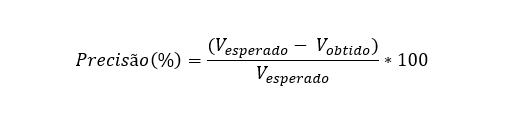 Precisão(%) = (V_esperado − V_obtido) / V_esperado * 100